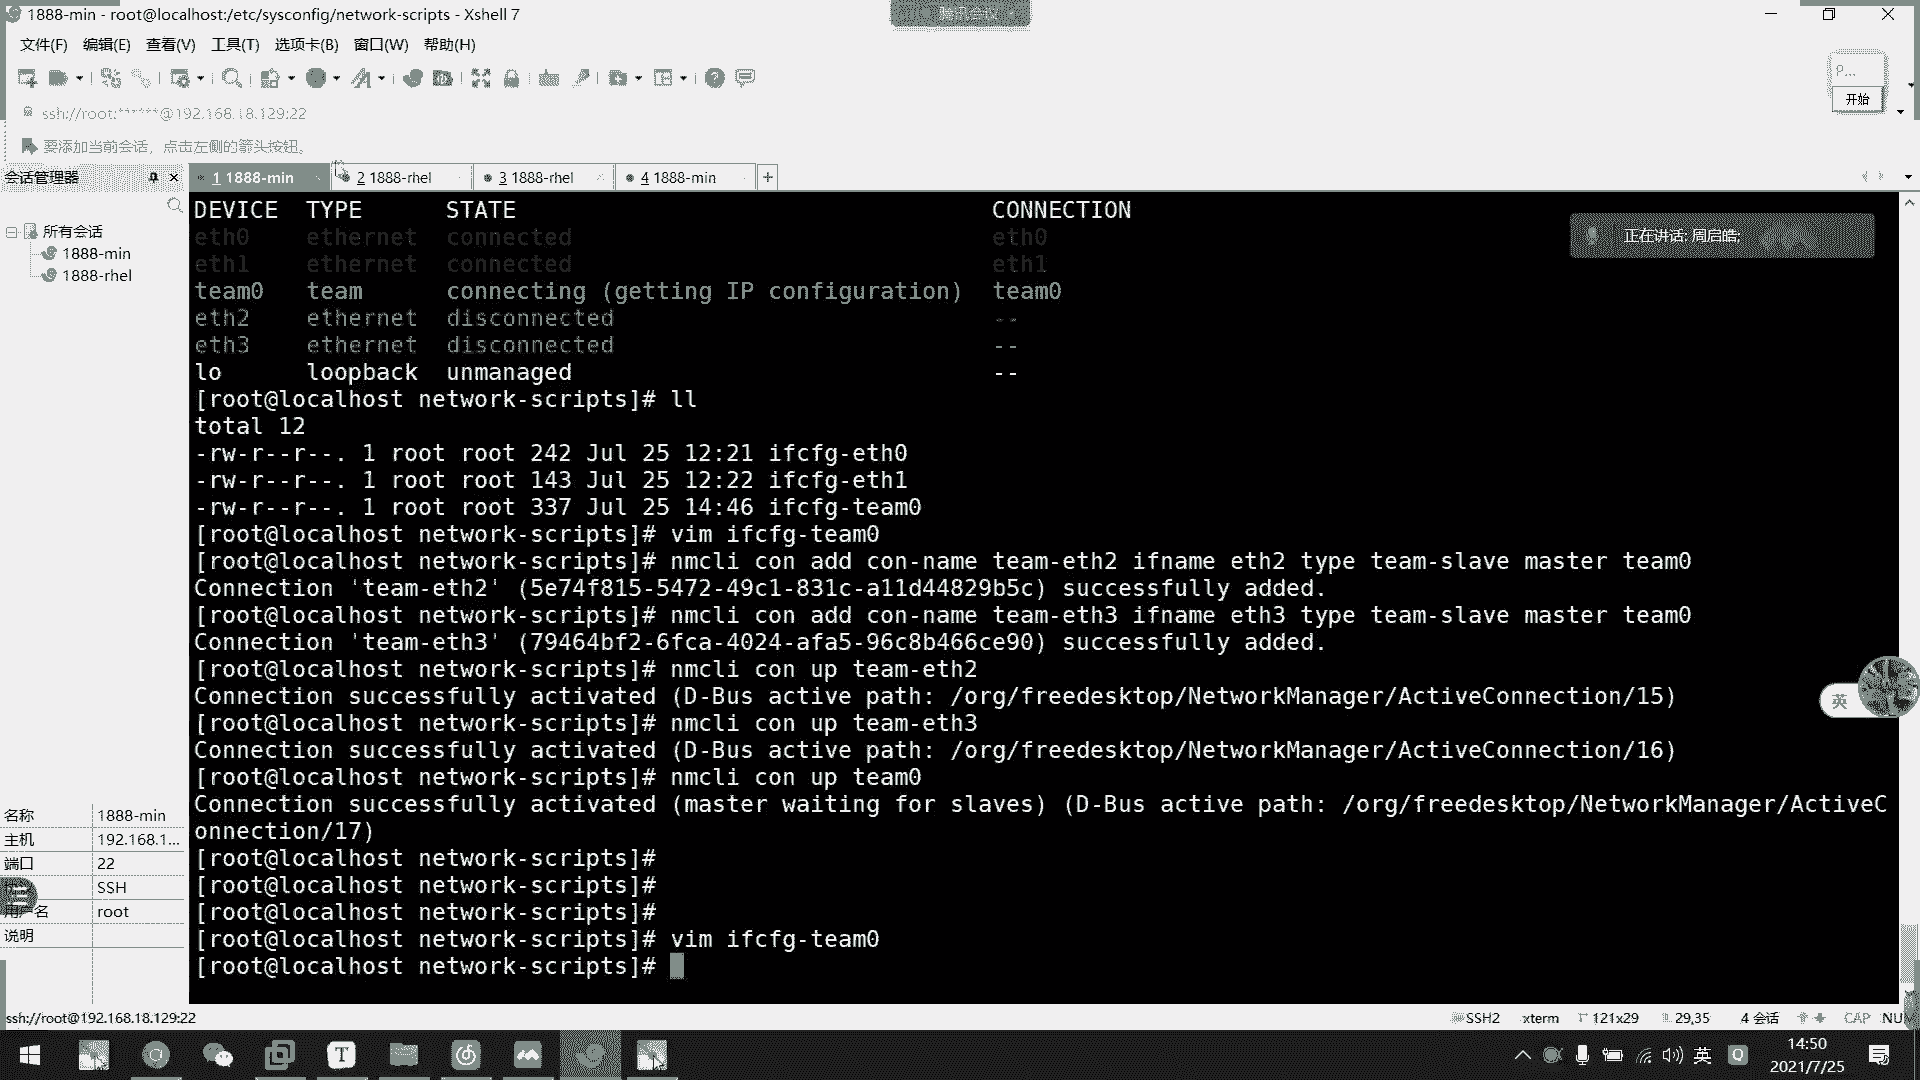 1888-min - root@localhost:/etc/sysconfig/network-scripts - Xshell 7
腾讯会议
文件(F) 编辑(E) 查看(V) 工具(T) 选项卡(B) 窗口(W) 帮助(H)
P...
开始
ssh://root:******@192.168.18.129:22
要添加当前会话，点击左侧的箭头按钮。
会话管理器
1 1888-min 2 1888-rhel 3 1888-rhel 4 1888-min
所有会话
1888-min
1888-rhel
正在讲话: 周启皓;
DEVICE TYPE STATE CONNECTION
eth0 ethernet connected eth0
eth1 ethernet connected eth1
team0 team connecting (getting IP configuration) team0
eth2 ethernet disconnected --
eth3 ethernet disconnected --
lo loopback unmanaged --
[root@localhost network-scripts]# ll
total 12
-rw-r--r--. 1 root root 242 Jul 25 12:21 ifcfg-eth0
-rw-r--r--. 1 root root 143 Jul 25 12:22 ifcfg-eth1
-rw-r--r--. 1 root root 337 Jul 25 14:46 ifcfg-team0
[root@localhost network-scripts]# vim ifcfg-team0
[root@localhost network-scripts]# nmcli con add con-name team-eth2 ifname eth2 type team-slave master team0
Connection 'team-eth2' (5e74f815-5472-49c1-831c-a11d44829b5c) successfully added.
[root@localhost network-scripts]# nmcli con add con-name team-eth3 ifname eth3 type team-slave master team0
Connection 'team-eth3' (79464bf2-6fca-4024-afa5-96c8b466ce90) successfully added.
[root@localhost network-scripts]# nmcli con up team-eth2
Connection successfully activated (D-Bus active path: /org/freedesktop/NetworkManager/ActiveConnection/15)
[root@localhost network-scripts]# nmcli con up team-eth3
Connection successfully activated (D-Bus active path: /org/freedesktop/NetworkManager/ActiveConnection/16)
[root@localhost network-scripts]# nmcli con up team0
Connection successfully activated (master waiting for slaves) (D-Bus active path: /org/freedesktop/NetworkManager/ActiveC
onnection/17)
[root@localhost network-scripts]#
[root@localhost network-scripts]#
[root@localhost network-scripts]#
[root@localhost network-scripts]# vim ifcfg-team0
[root@localhost network-scripts]#
英
名称 1888-min
主机 192.168.1...
端口 22
SSH
用户名 root
说明
ssh://root@192.168.18.129:22
SSH2 xterm 121x29 29,35 4 会话 CAP NUM
英
14:50
2021/7/25